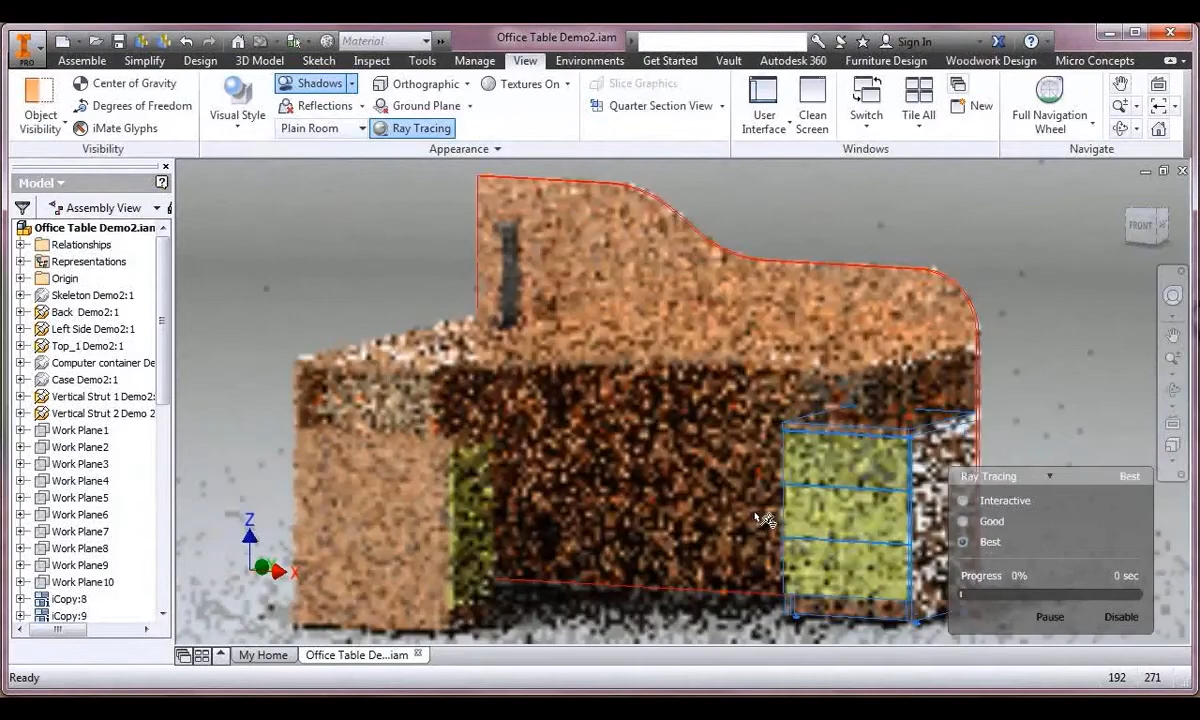 Material
Office Table Demo2.iam
Sign In
PRO
Assemble Simplify Design 3D Model Sketch Inspect Tools Manage View Environments Get Started Vault Autodesk 360 Furniture Design Woodwork Design Micro Concepts
Object Visibility
Center of Gravity
Degrees of Freedom
iMate Glyphs
Visibility
Visual Style
Shadows
Reflections
Plain Room
Orthographic
Ground Plane
Ray Tracing
Textures On
Appearance
Slice Graphics
Quarter Section View
User Interface
Clean Screen
Switch
Tile All
New
Windows
Full Navigation Wheel
Navigate
Model
Assembly View
Office Table Demo2.iam
Relationships
Representations
Origin
Skeleton Demo2:1
Back Demo2:1
Left Side Demo2:1
Top_1 Demo2:1
Computer container De
Case Demo2:1
Vertical Strut 1 Demo2
Vertical Strut 2 Demo 2
Work Plane1
Work Plane2
Work Plane4
Work Plane5
Work Plane6
Work Plane7
Work Plane8
Work Plane9
Work Plane10
iCopy:8
iCopy:9
FRONT
Z
X
Ray Tracing Best
Interactive
Good
Best
Progress 0% 0 sec
Pause Disable
My Home Office Table De...iam
Ready 192 271